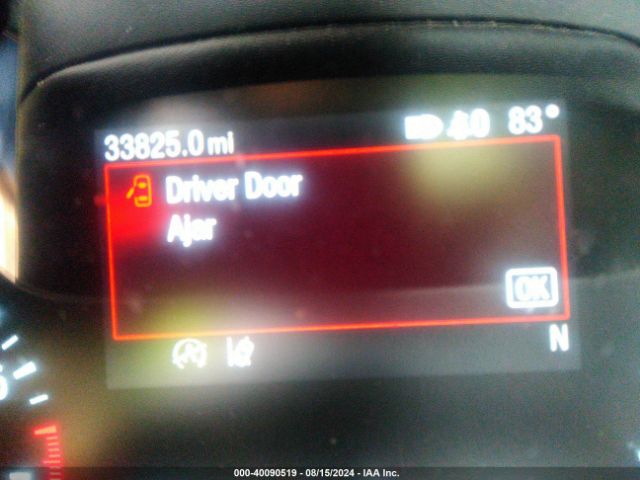 33825.0 mi
83°
Driver Door
Ajar
OK
N
000-40090519 - 08/15/2024 - IAA Inc.